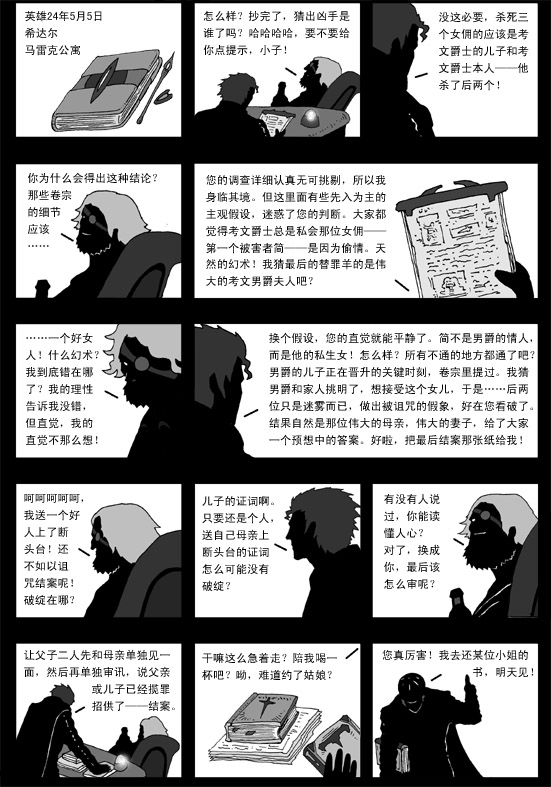 英雄24年5月5日
希达尔
马雷克公寓
怎么样?抄完了,猜出凶手是
谁了吗?哈哈哈哈,要不要给
你点提示,小子!
没这必要,杀死三
个女佣的应该是考
文爵士的儿子和考
文爵士本人——他
杀了后两个!
你为什么会得出这种结论?
那些卷宗
的细节
应该
……
您的调查详细认真无可挑剔,所以我
身临其境。但这里面有些先入为主的
主观假设,迷惑了您的判断。大家都
觉得考文爵士总是私会那位女佣——
第一个被害者简——是因为偷情。天
然的幻术!我猜最后的替罪羊的是伟
大的考文男爵夫人吧?
……一个好女
人!什么幻术?
我到底错在哪
了?我的理性
告诉我没错,
但直觉,我的
直觉不那么想!
换个假设,您的直觉就能平静了。简不是男爵的情人,
而是他的私生女!怎么样?所有不通的地方都通了吧?
男爵的儿子正在晋升的关键时刻,卷宗里提过。我猜
男爵和家人挑明了,想接受这个女儿,于是……后两
位只是迷雾而已,做出被诅咒的假象,好在您看破了。
结果自然是那位伟大的母亲,伟大的妻子,给了大家
一个预想中的答案。好啦,把最后结案那张纸给我!
呵呵呵呵呵,
我送一个好
人上了断
头台!还
不如以诅
咒结案呢!
破绽在哪?
儿子的证词啊。
只要还是个人,
送自己母亲上
断头台的证词
怎么可能没有
破绽?
有没有人说
过,你能读
懂人心?
对了,换成
你,最后该
怎么审呢?
让父子二人先和母亲单独见一
面,然后再单独审讯,说父亲
或儿子已经揽罪
招供了——结案。
干嘛这么急着走?陪我喝一
杯吧?呦,难道约了姑娘?
您真厉害!我去还某位小姐的
书,明天见!